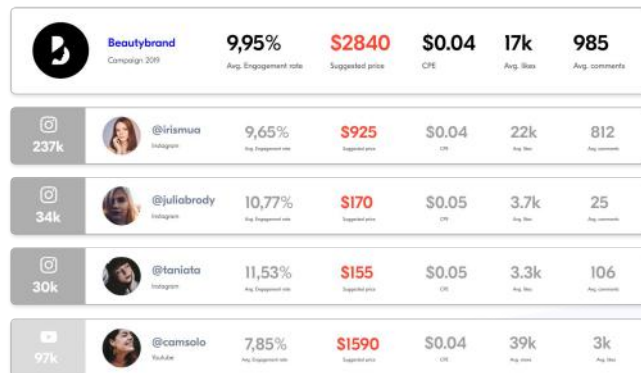 Beautybrand
Campaign 2019
9,95%
Avg. Engagement rate
$2840
Suggested price
$0.04
CPE
17k
Avg. likes
985
Avg. comments
237k
@irismua
Instagram
9,65%
Avg. Engagement rate
$925
Suggested price
$0.04
CPE
22k
Avg. likes
812
Avg. comments
34k
@juliabrody
Instagram
10,77%
Avg. Engagement rate
$170
Suggested price
$0.05
CPE
3.7k
Avg. likes
25
Avg. comments
30k
@taniata
Instagram
11,53%
Avg. Engagement rate
$155
Suggested price
$0.05
CPE
3.3k
Avg. likes
106
Avg. comments
97k
@camsolo
Youtube
7,85%
Avg. Engagement rate
$1590
Suggested price
$0.04
CPE
39k
Avg. views
3k
Avg. likes